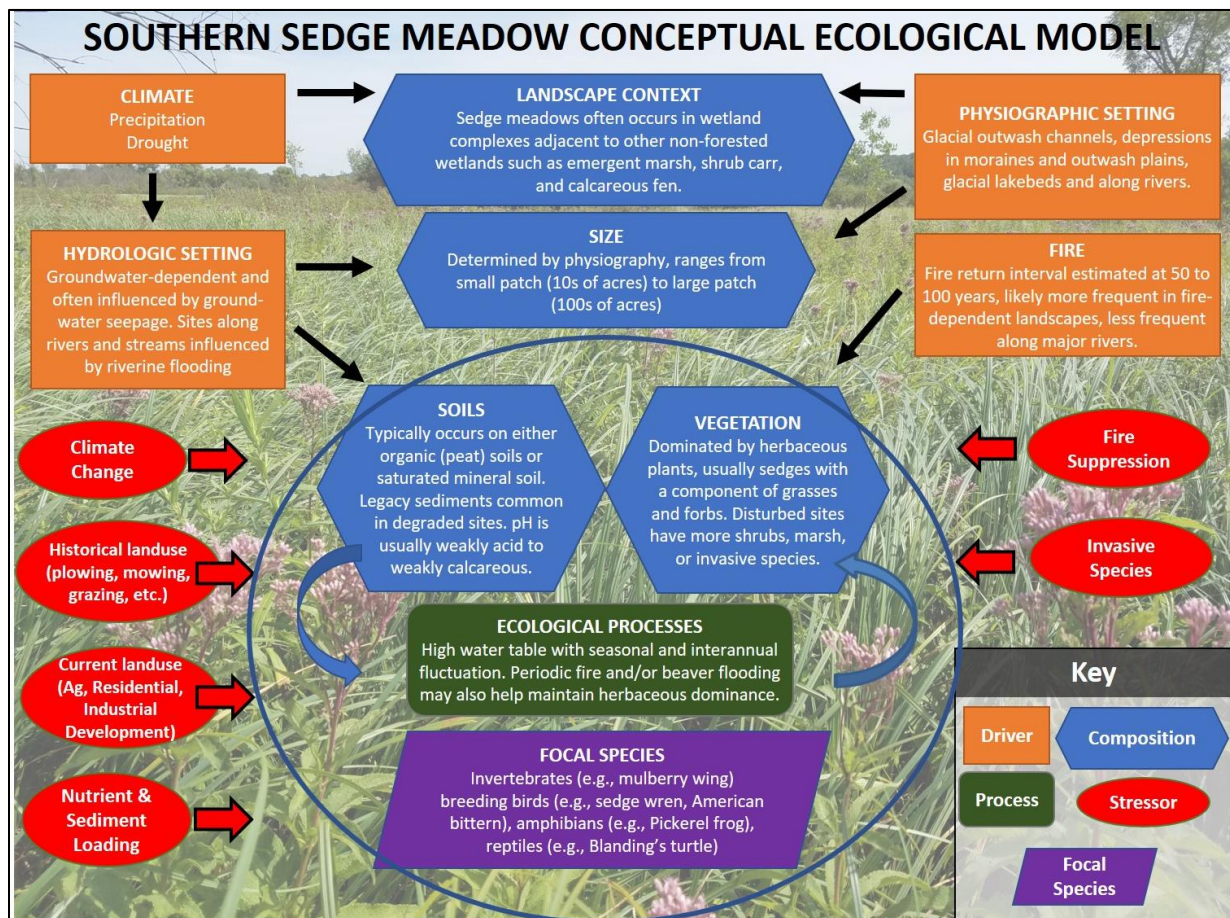 SOUTHERN SEDGE MEADOW CONCEPTUAL ECOLOGICAL MODEL
CLIMATE
Precipitation
Drought
LANDSCAPE CONTEXT
Sedge meadows often occurs in wetland
complexes adjacent to other non-forested
wetlands such as emergent marsh, shrub carr,
and calcareous fen.
PHYSIOGRAPHIC SETTING
Glacial outwash channels, depressions
in moraines and outwash plains,
glacial lakebeds and along rivers.
HYDROLOGIC SETTING
Groundwater-dependent and
often influenced by ground-
water seepage. Sites along
rivers and streams influenced
by riverine flooding
SIZE
Determined by physiography, ranges from
small patch (10s of acres) to large patch
(100s of acres)
FIRE
Fire return interval estimated at 50 to
100 years, likely more frequent in fire-
dependent landscapes, less frequent
along major rivers.
SOILS
Typically occurs on either
organic (peat) soils or
saturated mineral soil.
Legacy sediments common
in degraded sites. pH is
usually weakly acid to
weakly calcareous.
VEGETATION
Dominated by herbaceous
plants, usually sedges with
a component of grasses
and forbs. Disturbed sites
have more shrubs, marsh,
or invasive species.
Climate
Change
Historical landuse
(plowing, mowing,
grazing, etc.)
Current landuse
(Ag, Residential,
Industrial
Development)
Nutrient &
Sediment
Loading
Fire
Suppression
Invasive
Species
ECOLOGICAL PROCESSES
High water table with seasonal and interannual
fluctuation. Periodic fire and/or beaver flooding
may also help maintain herbaceous dominance.
FOCAL SPECIES
Invertebrates (e.g., mulberry wing)
breeding birds (e.g., sedge wren, American
bittern), amphibians (e.g., Pickerel frog),
reptiles (e.g., Blanding's turtle)
Key
Driver
Composition
Process
Stressor
Focal
Species